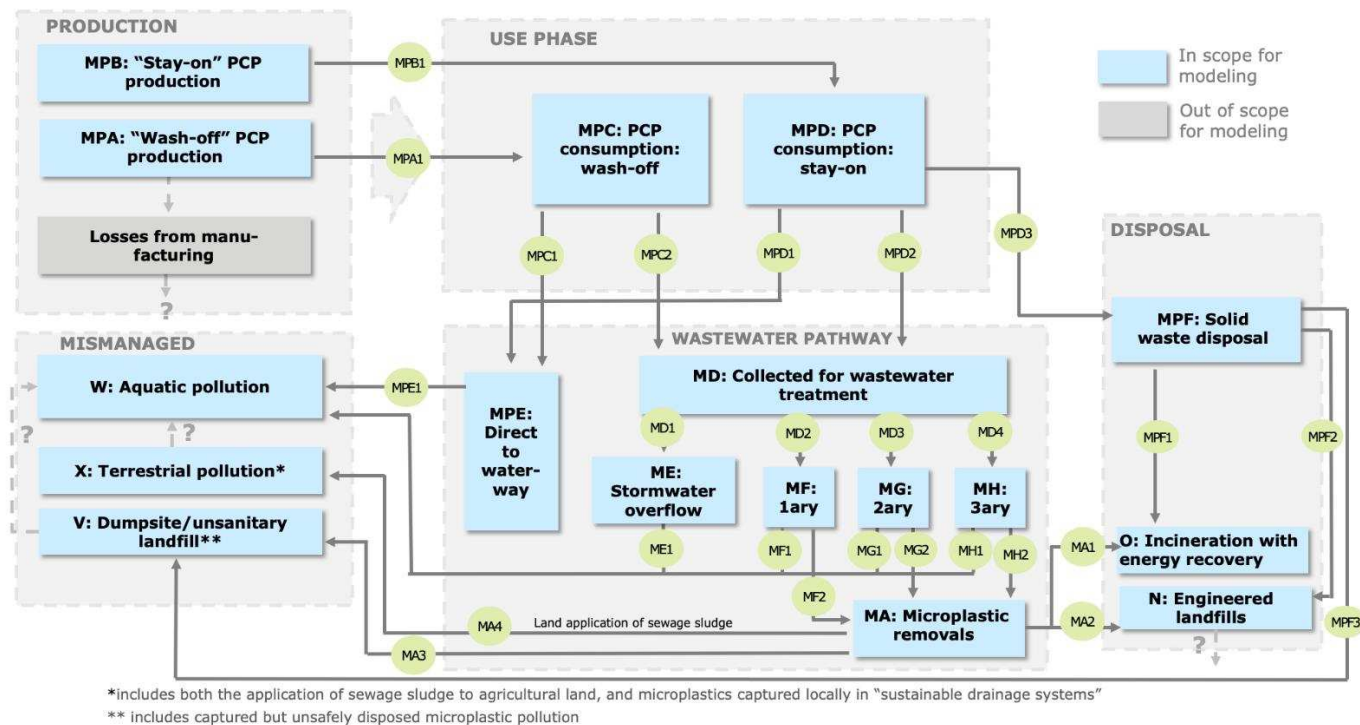 PRODUCTION
MPB: “Stay-on” PCP
production
MPB1
MPA: “Wash-off” PCP
production
MPA1
Losses from manu-
facturing
?
USE PHASE
MPC: PCP
consumption:
wash-off
MPD: PCP
consumption:
stay-on
MPC1
MPC2
MPD1
MPD2
MPD3
In scope for
modeling
Out of scope
for modeling
DISPOSAL
MPF: Solid
waste disposal
MPF1
MPF2
MPF3
O: Incineration with
energy recovery
N: Engineered
landfills
?
MISMANAGED
W: Aquatic pollution
?
?
X: Terrestrial pollution*
V: Dumpsite/unsanitary
landfill**
MPE1
WASTEWATER PATHWAY
MPE:
Direct
to
water-
way
MD: Collected for wastewater
treatment
MD1
MD2
MD3
MD4
ME:
Stormwater
overflow
MF:
1ary
MG:
2ary
MH:
3ary
ME1
MF1
MG1
MG2
MH1
MH2
MF2
MA: Microplastic
removals
MA1
MA2
MA4
Land application of sewage sludge
MA3
*includes both the application of sewage sludge to agricultural land, and microplastics captured locally in “sustainable drainage systems”
** includes captured but unsafely disposed microplastic pollution